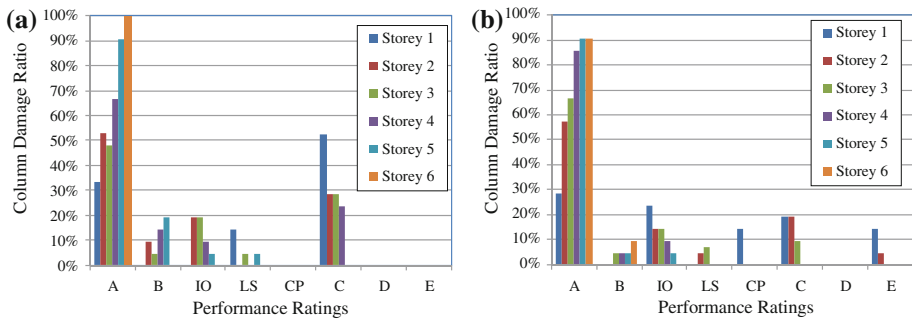 (a)
Column Damage Ratio
100%
90%
80%
70%
60%
50%
40%
30%
20%
10%
0%
Storey 1
Storey 2
Storey 3
Storey 4
Storey 5
Storey 6
A B IO LS CP C D E
Performance Ratings
(b)
Column Damage Ratio
100%
90%
80%
70%
60%
50%
40%
30%
20%
10%
0%
Storey 1
Storey 2
Storey 3
Storey 4
Storey 5
Storey 6
A B IO LS CP C D E
Performance Ratings